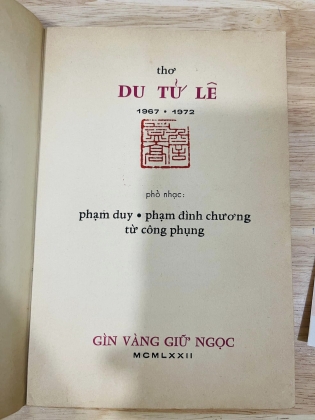 thơ
DU TỬ LÊ
1967 • 1972
phổ nhạc:
phạm duy • phạm đình chương
từ công phụng
GÌN VÀNG GIỮ NGỌC
MCMLXXII